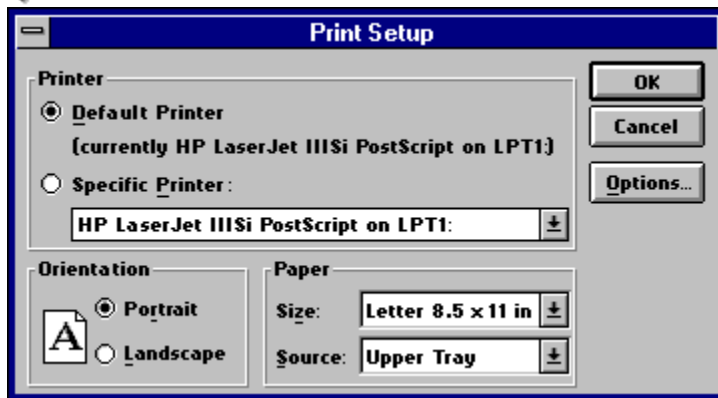 Print Setup
Printer
Default Printer
(currently HP LaserJet IIISi PostScript on LPT1:)
Specific Printer:
HP LaserJet IIISi PostScript on LPT1:
OK
Cancel
Options...
Orientation
A
Portrait
Landscape
Paper
Size: Letter 8.5 x 11 in
Source: Upper Tray